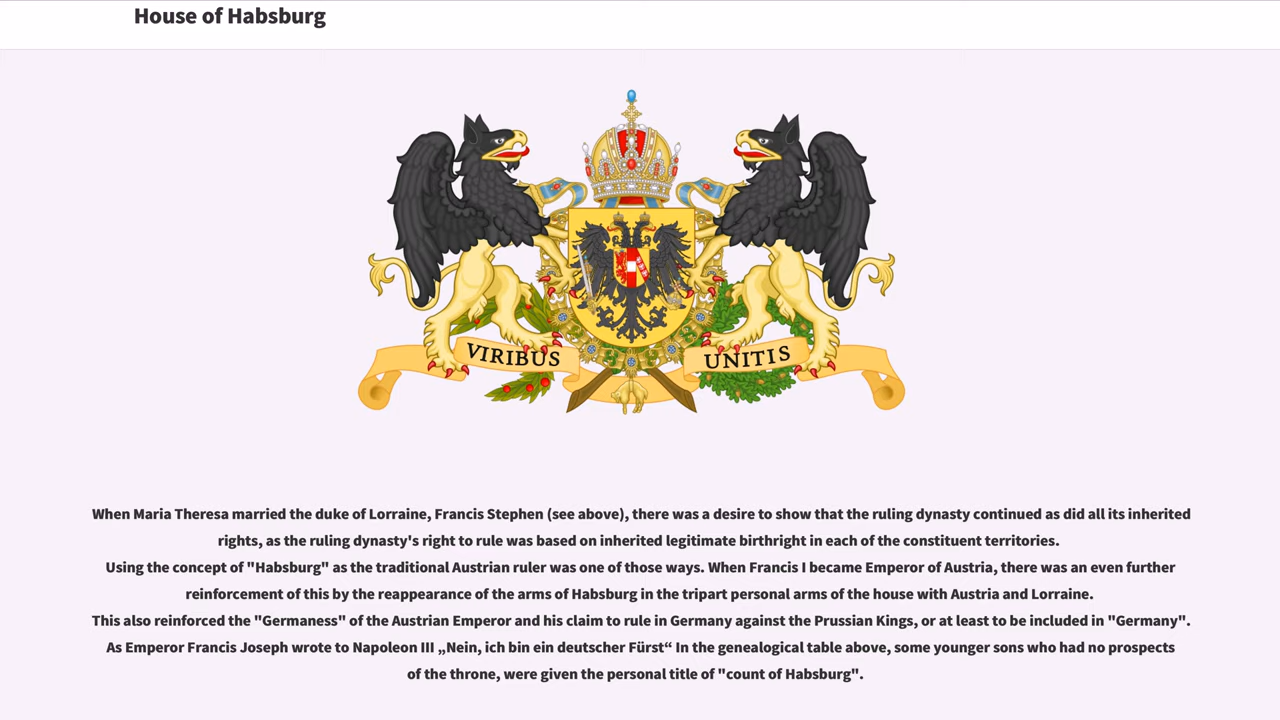 House of Habsburg
VIRIBUS UNITIS
When Maria Theresa married the duke of Lorraine, Francis Stephen (see above), there was a desire to show that the ruling dynasty continued as did all its inherited
rights, as the ruling dynasty's right to rule was based on inherited legitimate birthright in each of the constituent territories.
Using the concept of "Habsburg" as the traditional Austrian ruler was one of those ways. When Francis I became Emperor of Austria, there was an even further
reinforcement of this by the reappearance of the arms of Habsburg in the tripart personal arms of the house with Austria and Lorraine.
This also reinforced the "Germaness" of the Austrian Emperor and his claim to rule in Germany against the Prussian Kings, or at least to be included in "Germany".
As Emperor Francis Joseph wrote to Napoleon III „Nein, ich bin ein deutscher Fürst“ In the genealogical table above, some younger sons who had no prospects
of the throne, were given the personal title of "count of Habsburg".